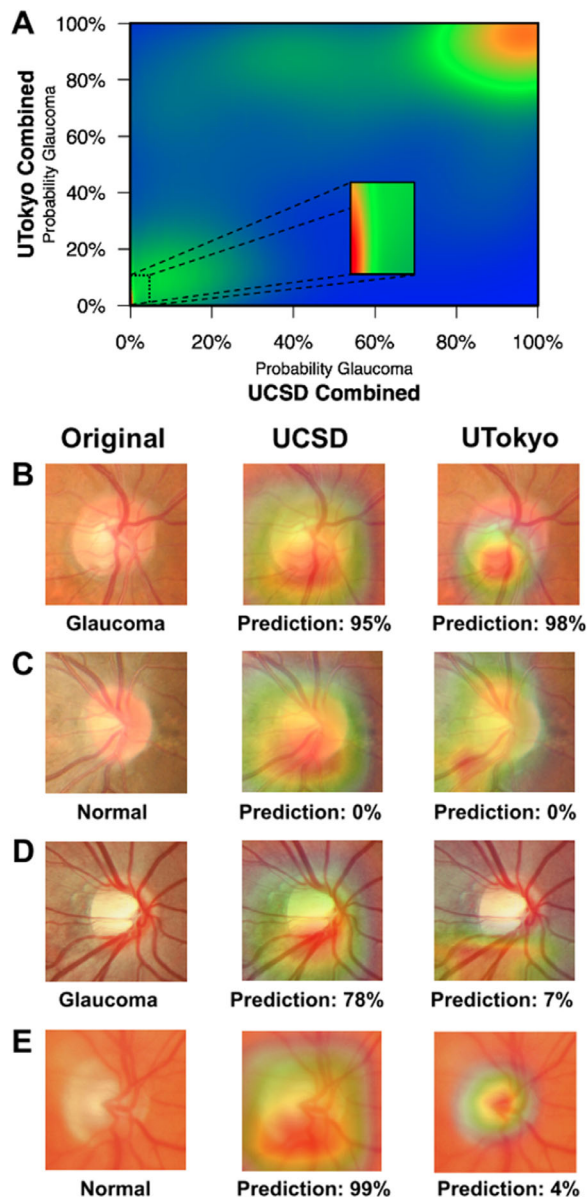 A
UTokyo Combined
Probability Glaucoma
100%
80%
60%
40%
20%
0%
0% 20% 40% 60% 80% 100%
Probability Glaucoma
UCSD Combined
Original UCSD UTokyo
B
Glaucoma Prediction: 95% Prediction: 98%
C
Normal Prediction: 0% Prediction: 0%
D
Glaucoma Prediction: 78% Prediction: 7%
E
Normal Prediction: 99% Prediction: 4%